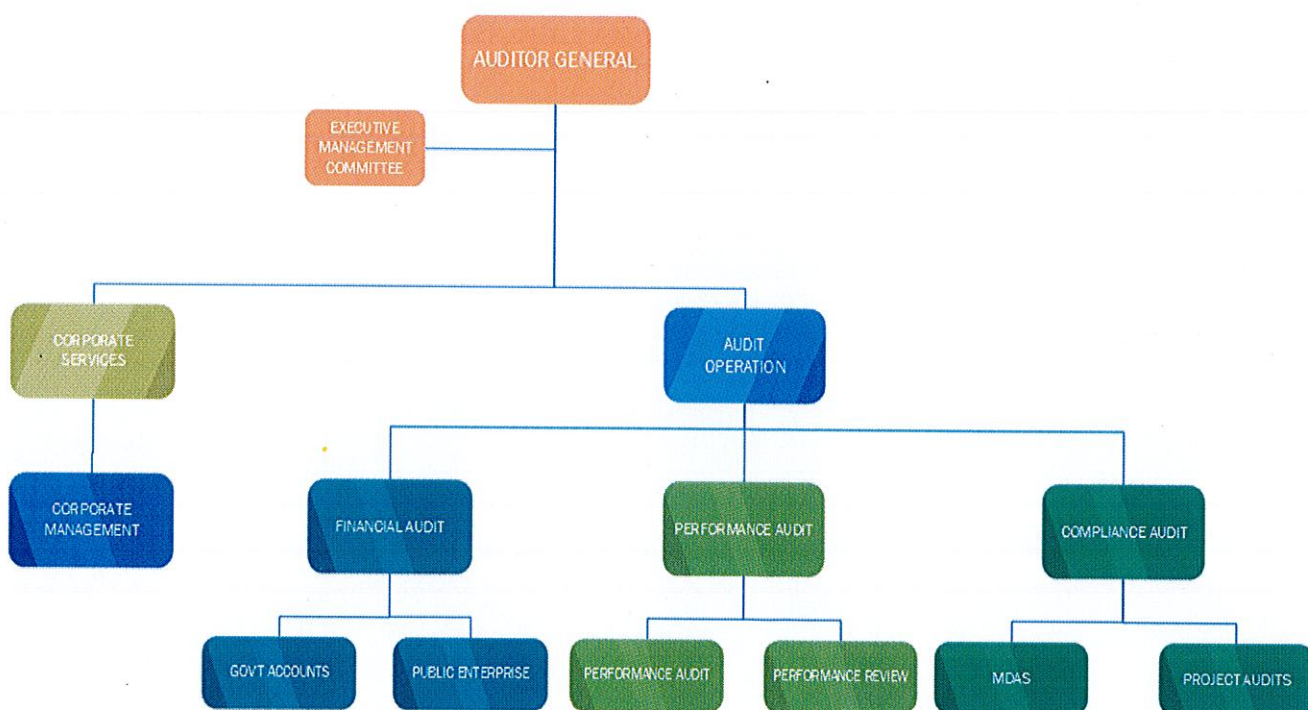 AUDITOR GENERAL
EXECUTIVE
MANAGEMENT
COMMITTEE
CORPORATE
SERVICES
AUDIT
OPERATION
CORPORATE
MANAGEMENT
FINANCIAL AUDIT
PERFORMANCE AUDIT
COMPLIANCE AUDIT
GOV'T ACCOUNTS
PUBLIC ENTERPRISE
PERFORMANCE AUDIT
PERFORMANCE REVIEW
MDAS
PROJECT AUDITS